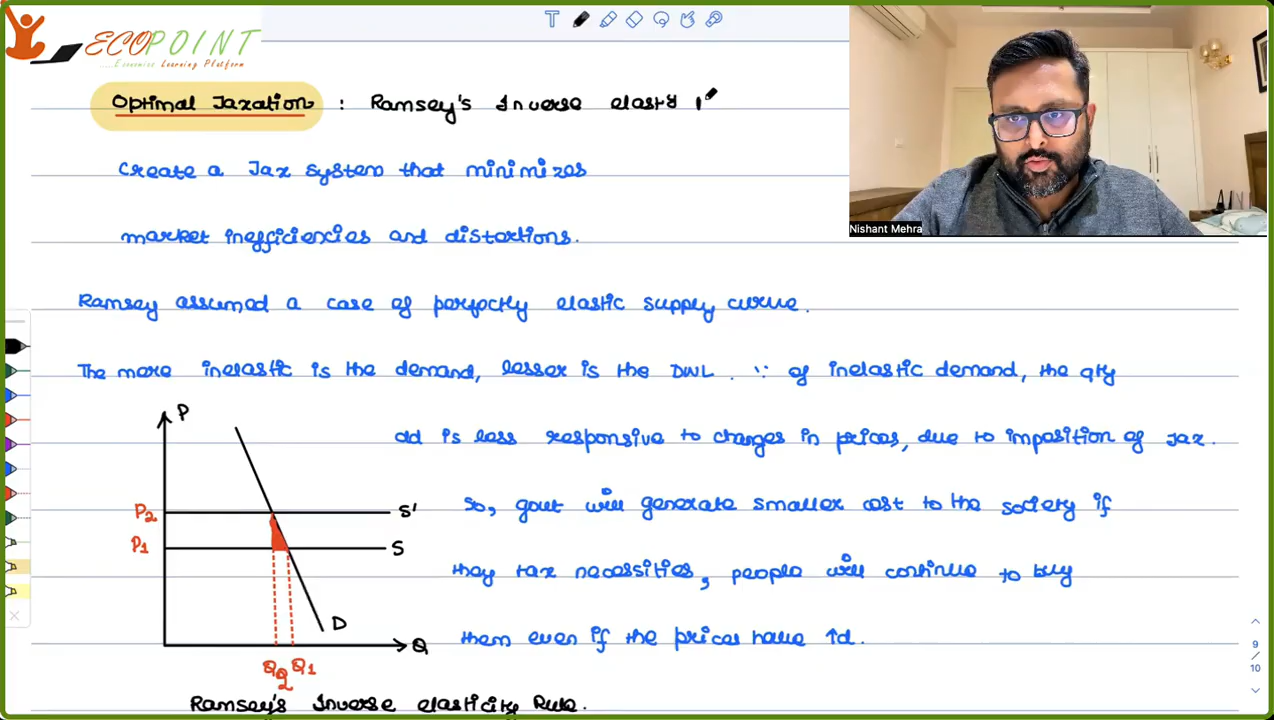 ECOPOINT
....Economics Learning Platform
Optimal Taxation : Ramsey's Inverse elasty
Create a Tax system that minimizes
market inefficiencies and distortions.
Nishant Mehra
Ramsey assumed a case of perfectly elastic supply curve.
The more inelastic is the demand, lesser is the DWL. ∵ of inelastic demand, the qty
dd is less responsive to changes in prices, due to imposition of Tax.
So, govt will generate smaller cost to the society if
they tax necessities, people will continue to buy
them even if the prices have ↑d.
P
P2
S'
P1
S
D
Q
Q2 Q1
Ramsey's Inverse elasticity Rule.
9
/
10